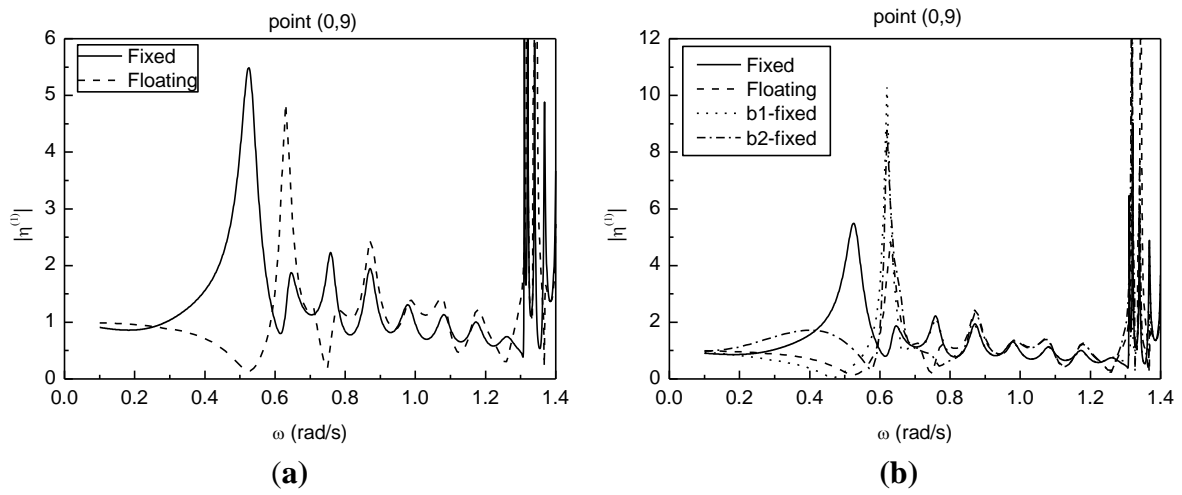 point (0,9)
6
5
4
3
2
1
0
|η⁽¹⁾|
Fixed
Floating
0.0 0.2 0.4 0.6 0.8 1.0 1.2 1.4
ω (rad/s)
(a)
point (0,9)
12
10
8
6
4
2
0
|η⁽¹⁾|
Fixed
Floating
b1-fixed
b2-fixed
0.0 0.2 0.4 0.6 0.8 1.0 1.2 1.4
ω (rad/s)
(b)